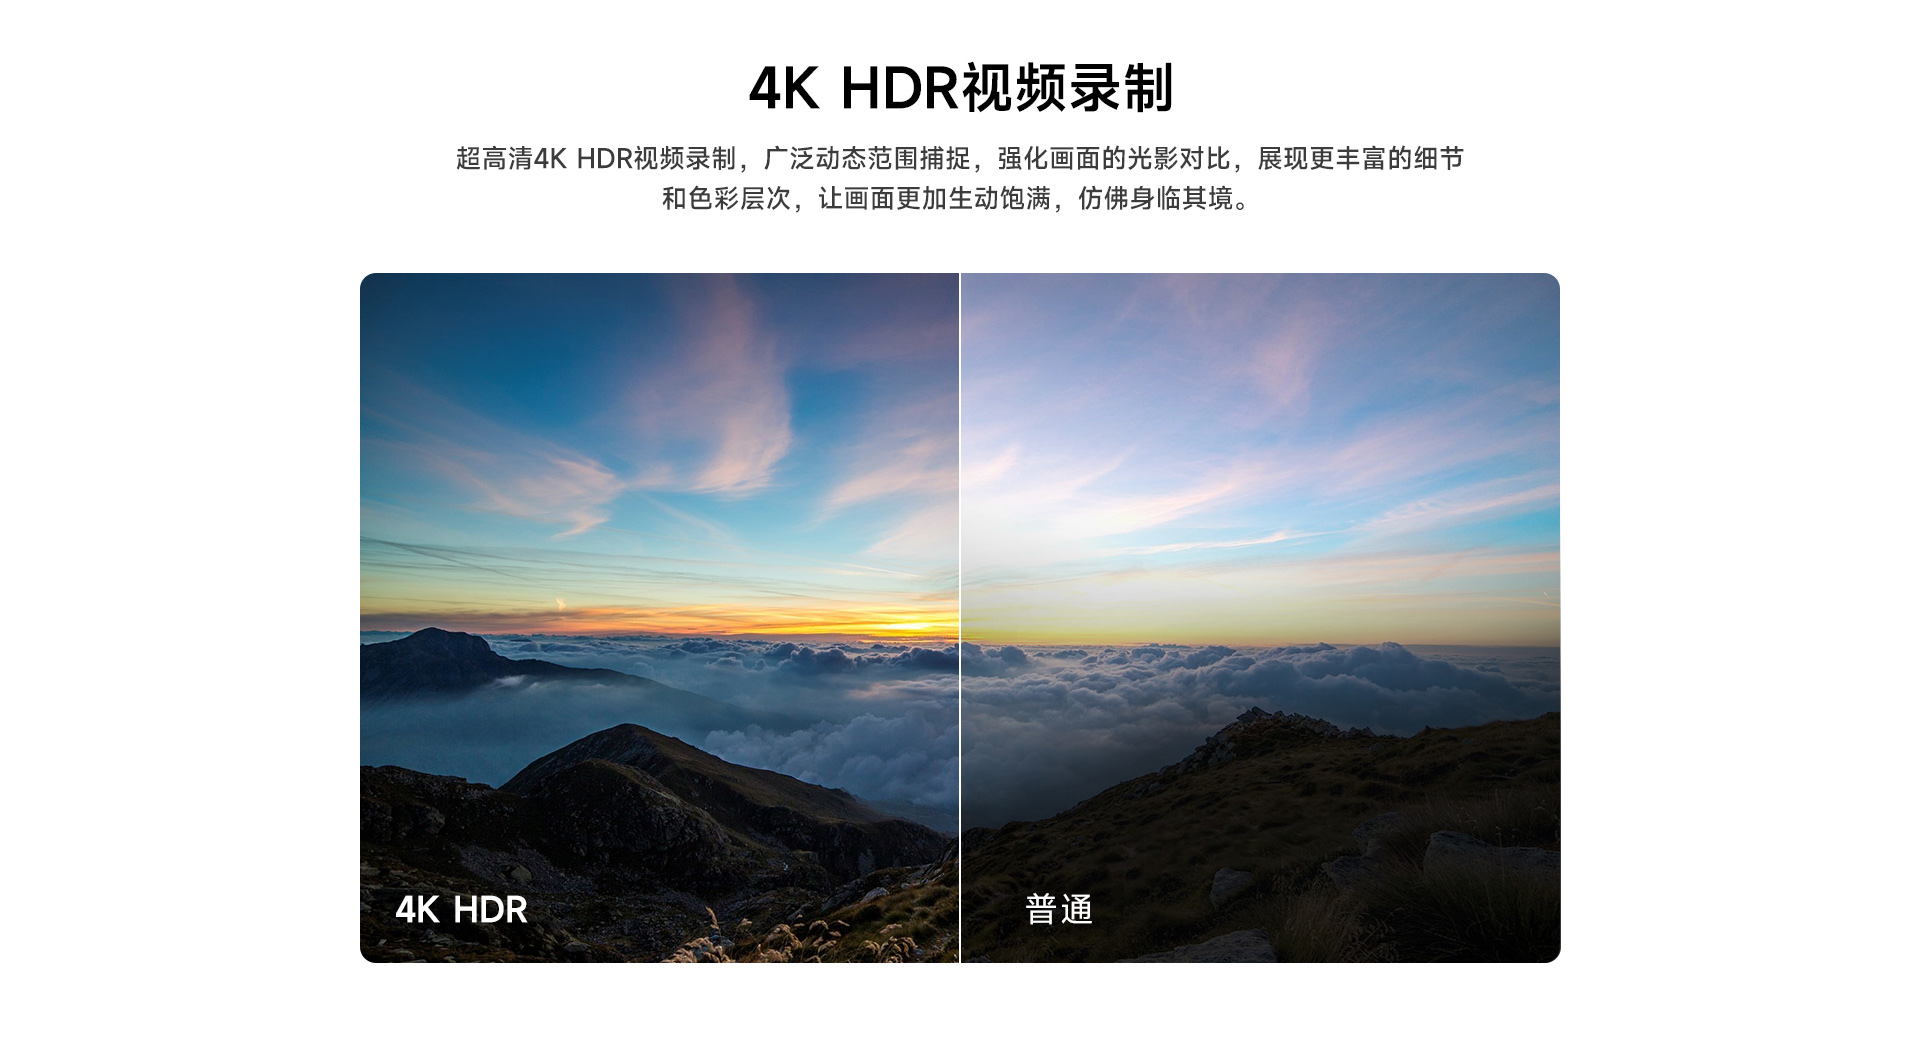 4K HDR视频录制
超高清4K HDR视频录制，广泛动态范围捕捉，强化画面的光影对比，展现更丰富的细节
和色彩层次，让画面更加生动饱满，仿佛身临其境。
4K HDR
普通